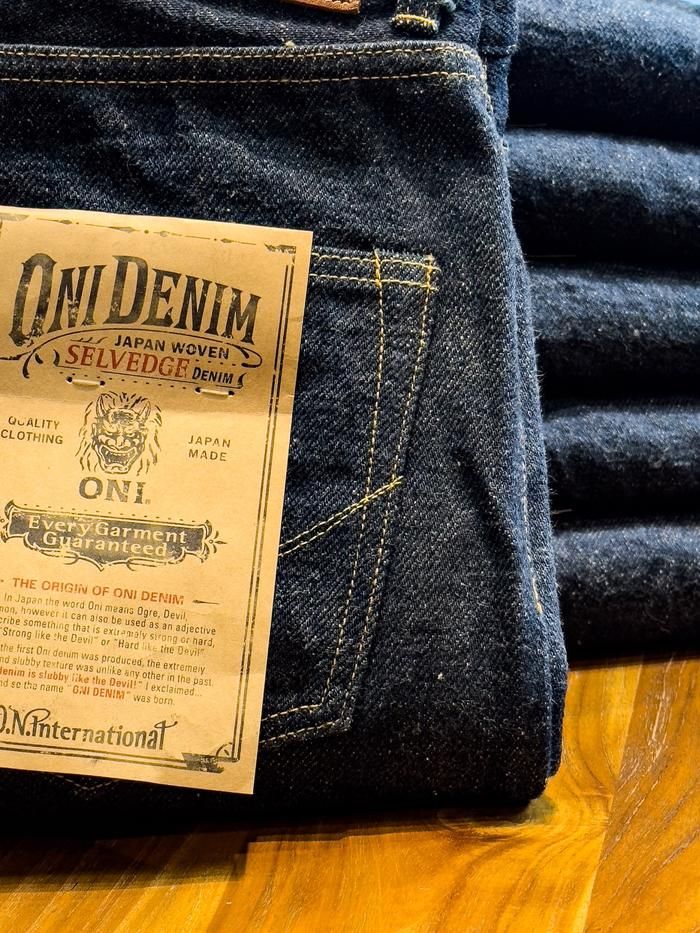 ONI DENIM
JAPAN WOVEN
SELVEDGE DENIM
QUALITY
CLOTHING
JAPAN
MADE
ONI
Every Garment
Guaranteed
THE ORIGIN OF ONI DENIM
In Japan the word Oni means Ogre, Devil,
however it can also be used as an adjective
something that is extremely strong or hard,
"Strong like the Devil" or "Hard like the Devil"
the first Oni denim was produced, the extremely
slubby texture was unlike any other in the past.
denim is slubby like the Devil!" I exclaimed...
so the name "ONI DENIM" was born.
O.N.International